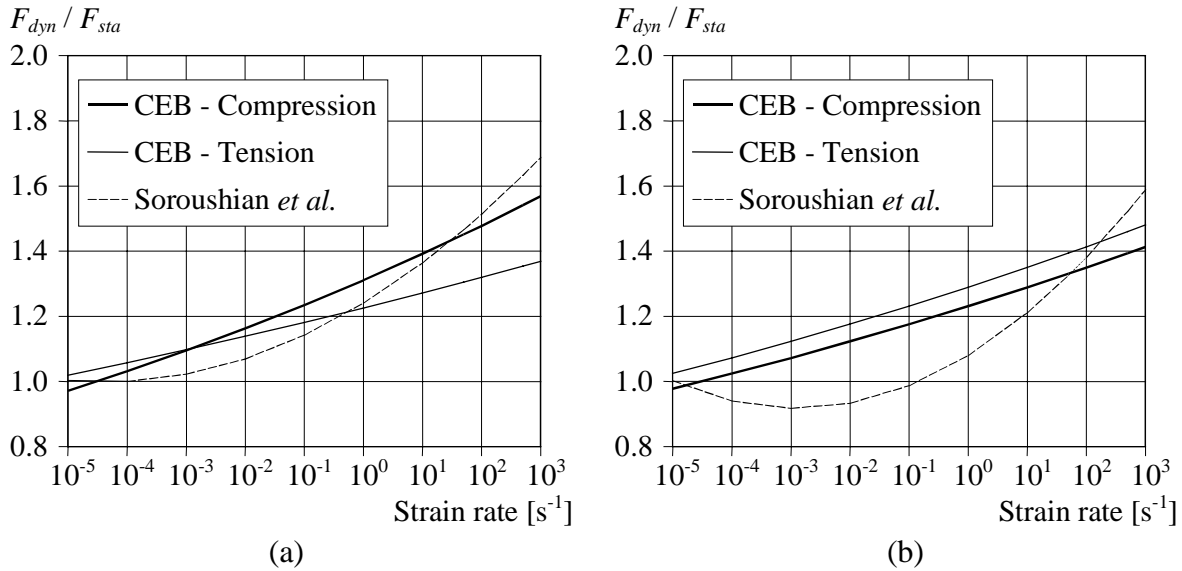 F_dyn / F_sta
2.0
1.8
1.6
1.4
1.2
1.0
0.8
CEB - Compression
CEB - Tension
Soroushian et al.
10^-5 10^-4 10^-3 10^-2 10^-1 10^0 10^1 10^2 10^3
Strain rate [s^-1]
(a)
F_dyn / F_sta
2.0
1.8
1.6
1.4
1.2
1.0
0.8
CEB - Compression
CEB - Tension
Soroushian et al.
10^-5 10^-4 10^-3 10^-2 10^-1 10^0 10^1 10^2 10^3
Strain rate [s^-1]
(b)